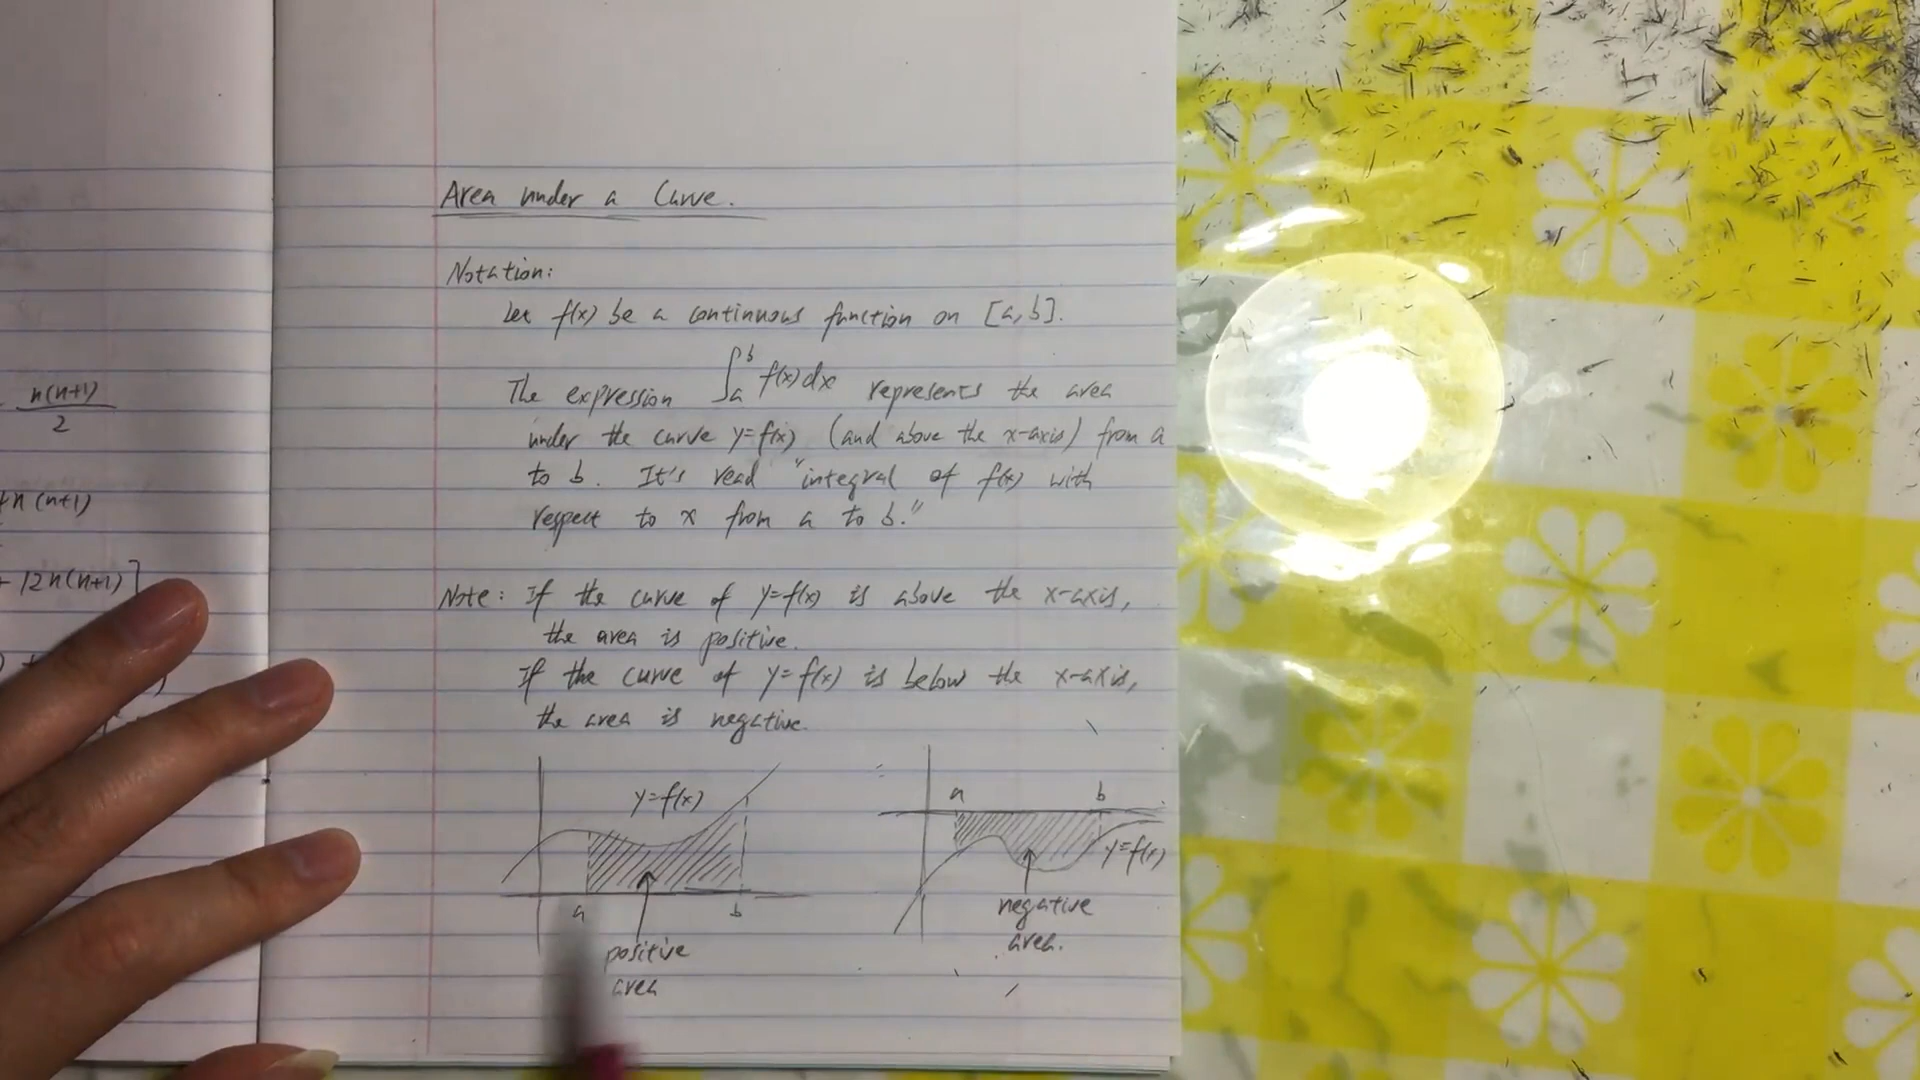 n(n+1)
2
n(n+1)
+ 12n(n+1)]
Area under a Curve.
Notation:
Let f(x) be a continuous function on [a,b].
The expression ∫_a^b f(x)dx represents the area
under the curve y=f(x) (and above the x-axis) from a
to b. It's read "integral of f(x) with
respect to x from a to b."
Note: If the curve of y=f(x) is above the x-axis,
the area is positive.
If the curve of y=f(x) is below the x-axis,
the area is negative.
y=f(x)
a
b
positive
area
a
b
y=f(x)
negative
area.